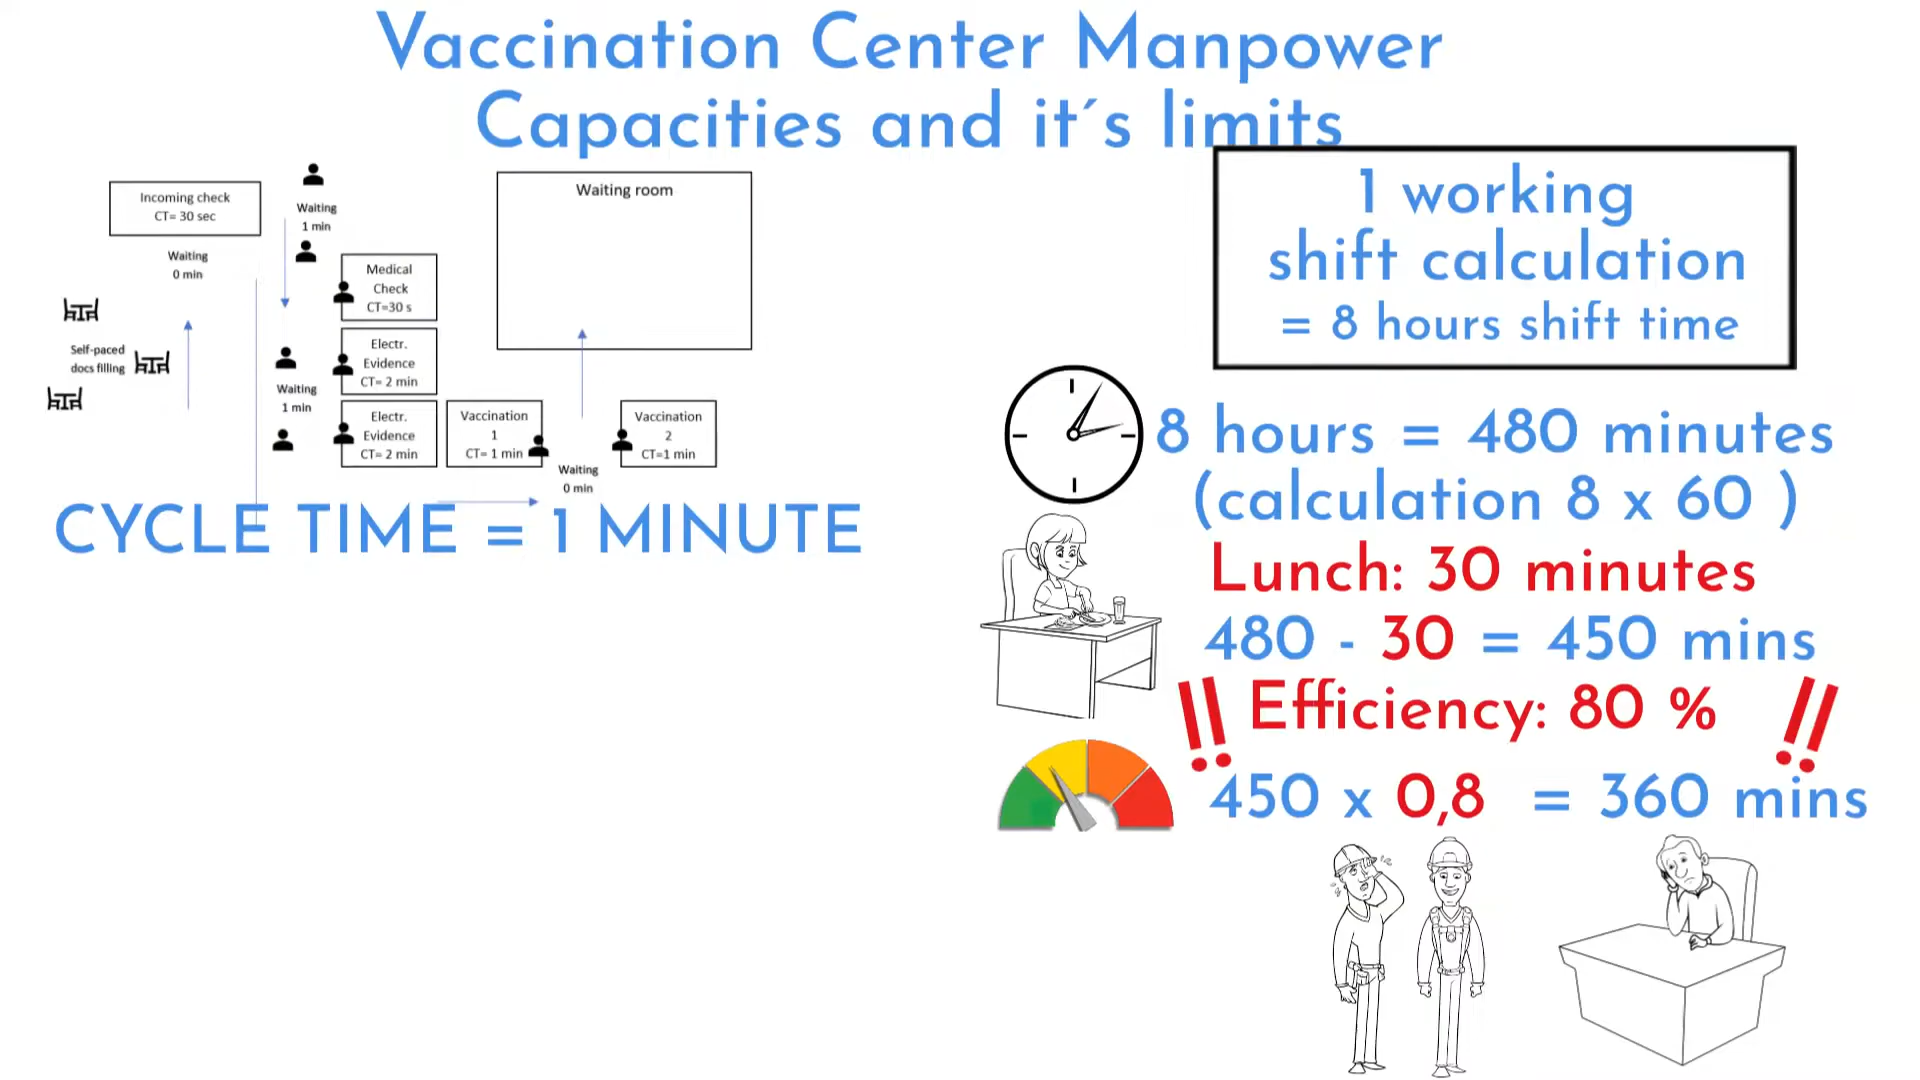 Vaccination Center Manpower
Capacities and it´s limits
Incoming check
CT= 30 sec
Waiting
0 min
Waiting
1 min
Self-paced
docs filling
Medical
Check
CT=30 s
Electr.
Evidence
CT= 2 min
Waiting
1 min
Electr.
Evidence
CT= 2 min
Vaccination
1
CT= 1 min
Waiting
0 min
Vaccination
2
CT=1 min
Waiting room
CYCLE TIME = 1 MINUTE
1 working
shift calculation
= 8 hours shift time
8 hours = 480 minutes
(calculation 8 x 60 )
Lunch: 30 minutes
480 - 30 = 450 mins
!! Efficiency: 80 % !!
450 x 0,8 = 360 mins